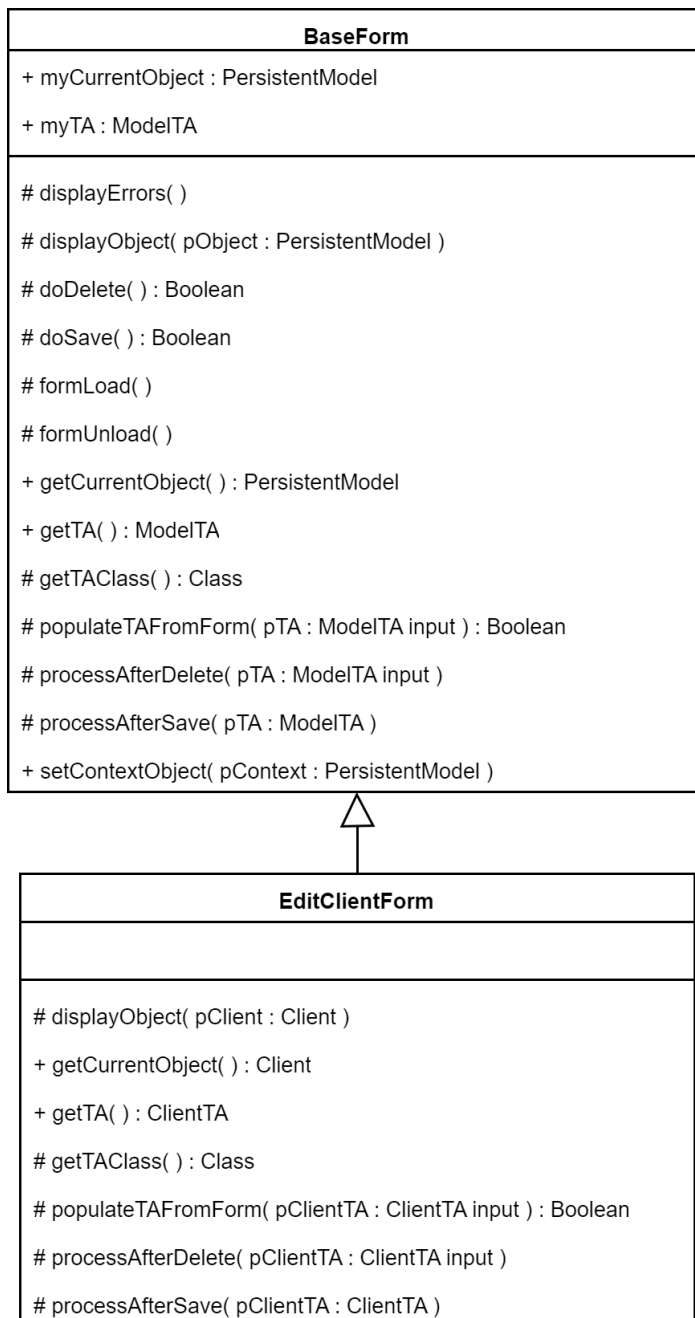 BaseForm
+ myCurrentObject : PersistentModel
+ myTA : ModelTA
# displayErrors( )
# displayObject( pObject : PersistentModel )
# doDelete( ) : Boolean
# doSave( ) : Boolean
# formLoad( )
# formUnload( )
+ getCurrentObject( ) : PersistentModel
+ getTA( ) : ModelTA
# getTAClass( ) : Class
# populateTAFromForm( pTA : ModelTA input ) : Boolean
# processAfterDelete( pTA : ModelTA input )
# processAfterSave( pTA : ModelTA )
+ setContextObject( pContext : PersistentModel )
EditClientForm
# displayObject( pClient : Client )
+ getCurrentObject( ) : Client
+ getTA( ) : ClientTA
# getTAClass( ) : Class
# populateTAFromForm( pClientTA : ClientTA input ) : Boolean
# processAfterDelete( pClientTA : ClientTA input )
# processAfterSave( pClientTA : ClientTA )